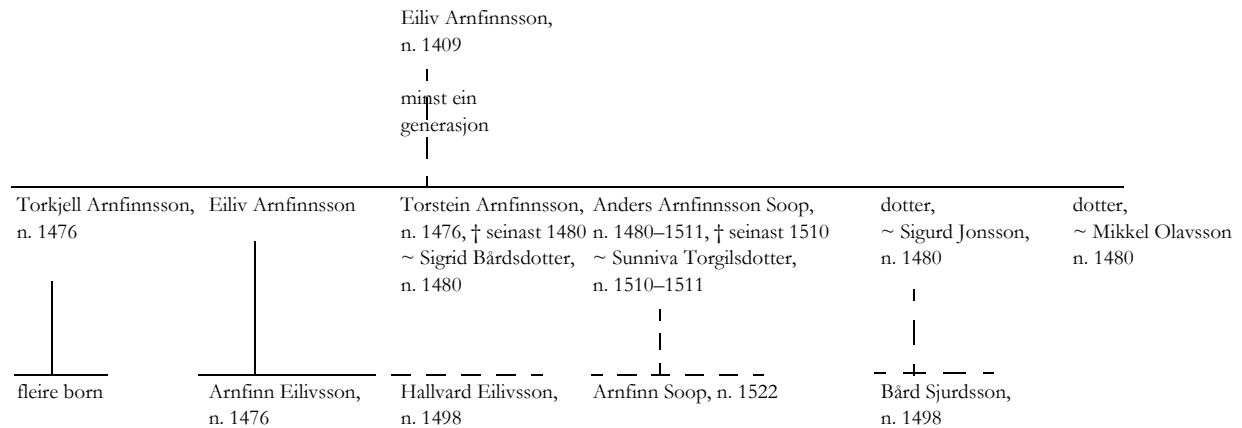 Eiliv Arnfinnsson,
n. 1409
minst ein
generasjon
Torkjell Arnfinnsson,
n. 1476
Eiliv Arnfinnsson
Torstein Arnfinnsson,
n. 1476, † seinast 1480
~ Sigrid Bårdsdotter,
n. 1480
Anders Arnfinnsson Soop,
n. 1480–1511, † seinast 1510
~ Sunniva Torgilsdotter,
n. 1510–1511
dotter,
~ Sigurd Jonsson,
n. 1480
dotter,
~ Mikkel Olavsson
n. 1480
fleire born
Arnfinn Eilivsson,
n. 1476
Hallvard Eilivsson,
n. 1498
Arnfinn Soop, n. 1522
Bård Sjurdsson,
n. 1498